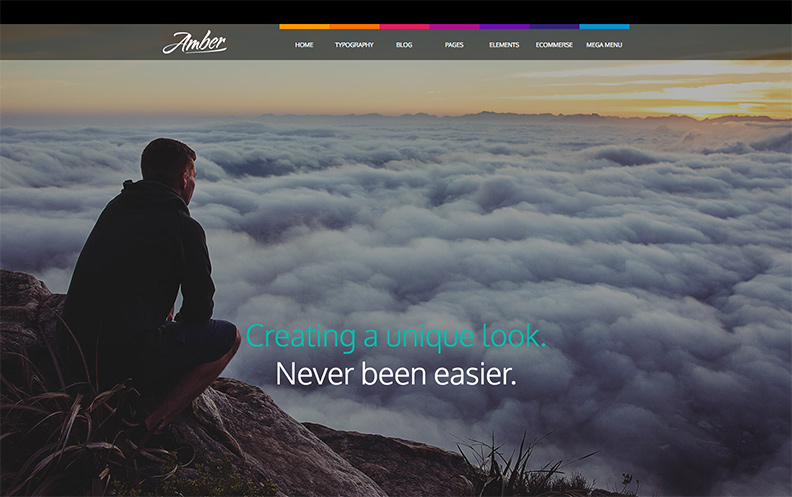 Amber
HOME TYPOGRAPHY BLOG PAGES ELEMENTS ECOMMERSE MEGA MENU
Creating a unique look.
Never been easier.